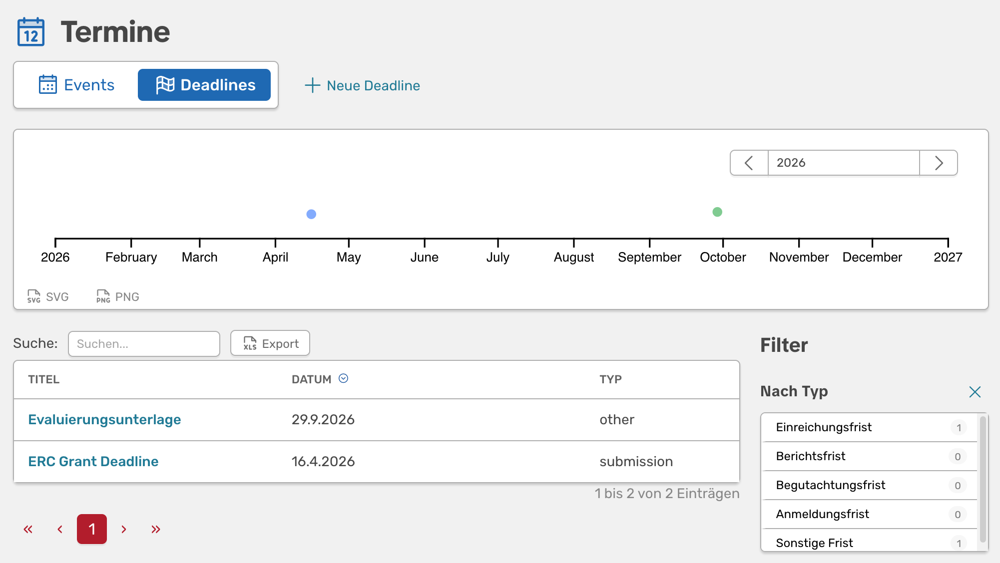 12 Termine
Events Deadlines Neue Deadline
2026
2026 February March April May June July August September October November December 2027
SVG SVG PNG PNG
Suche: Suchen... XLS Export
Filter
TITEL DATUM TYP
Evaluierungsunterlage 29.9.2026 other
ERC Grant Deadline 16.4.2026 submission
1 bis 2 von 2 Einträgen
« ‹ 1 › »
Nach Typ
Einreichungsfrist 1
Berichtsfrist 0
Begutachtungsfrist 0
Anmeldungsfrist 0
Sonstige Frist 1